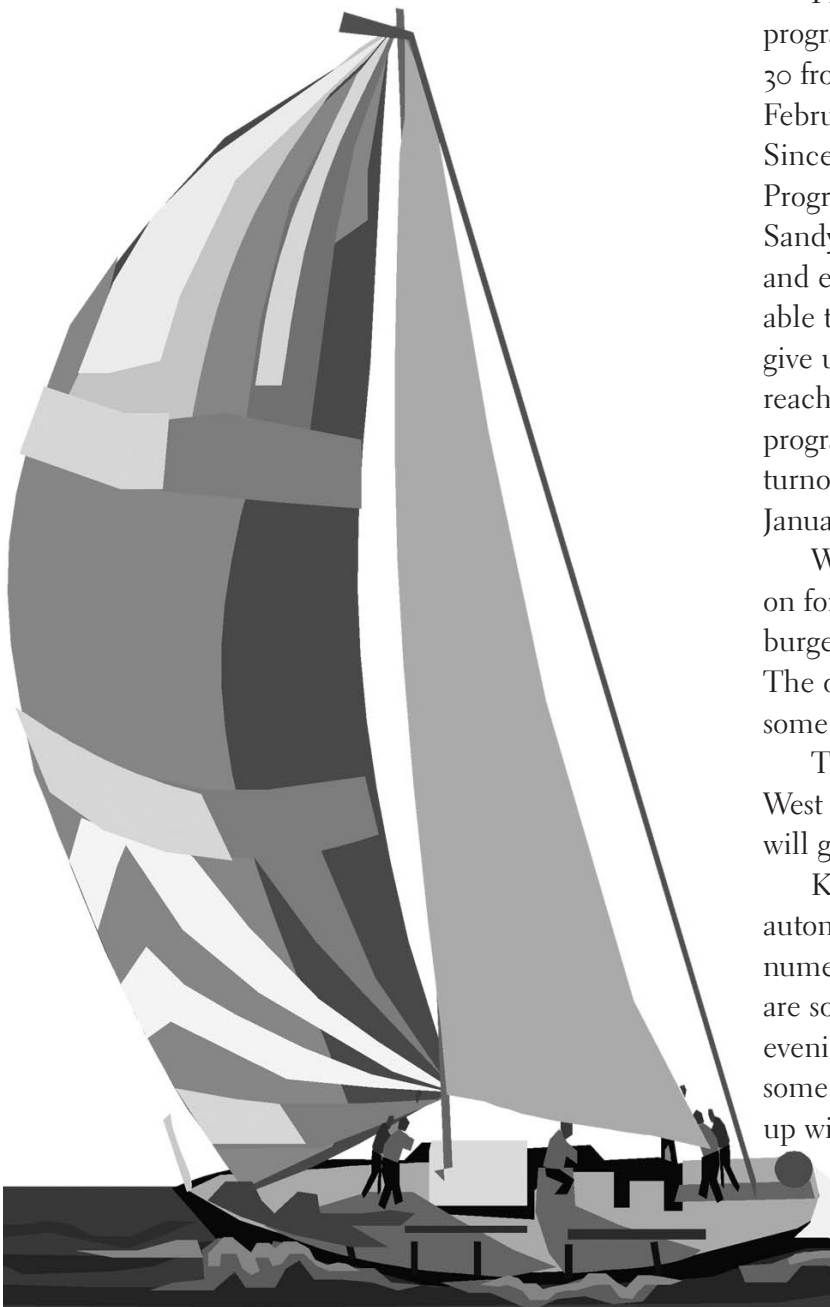 progra
30 fro
Febru
Since
Progr
Sandy
and e
able t
give u
reach
progra
turno
Janua
W
on for
burge
The o
some
T
West
will g
K
auton
nume
are so
eveni
some
up wi